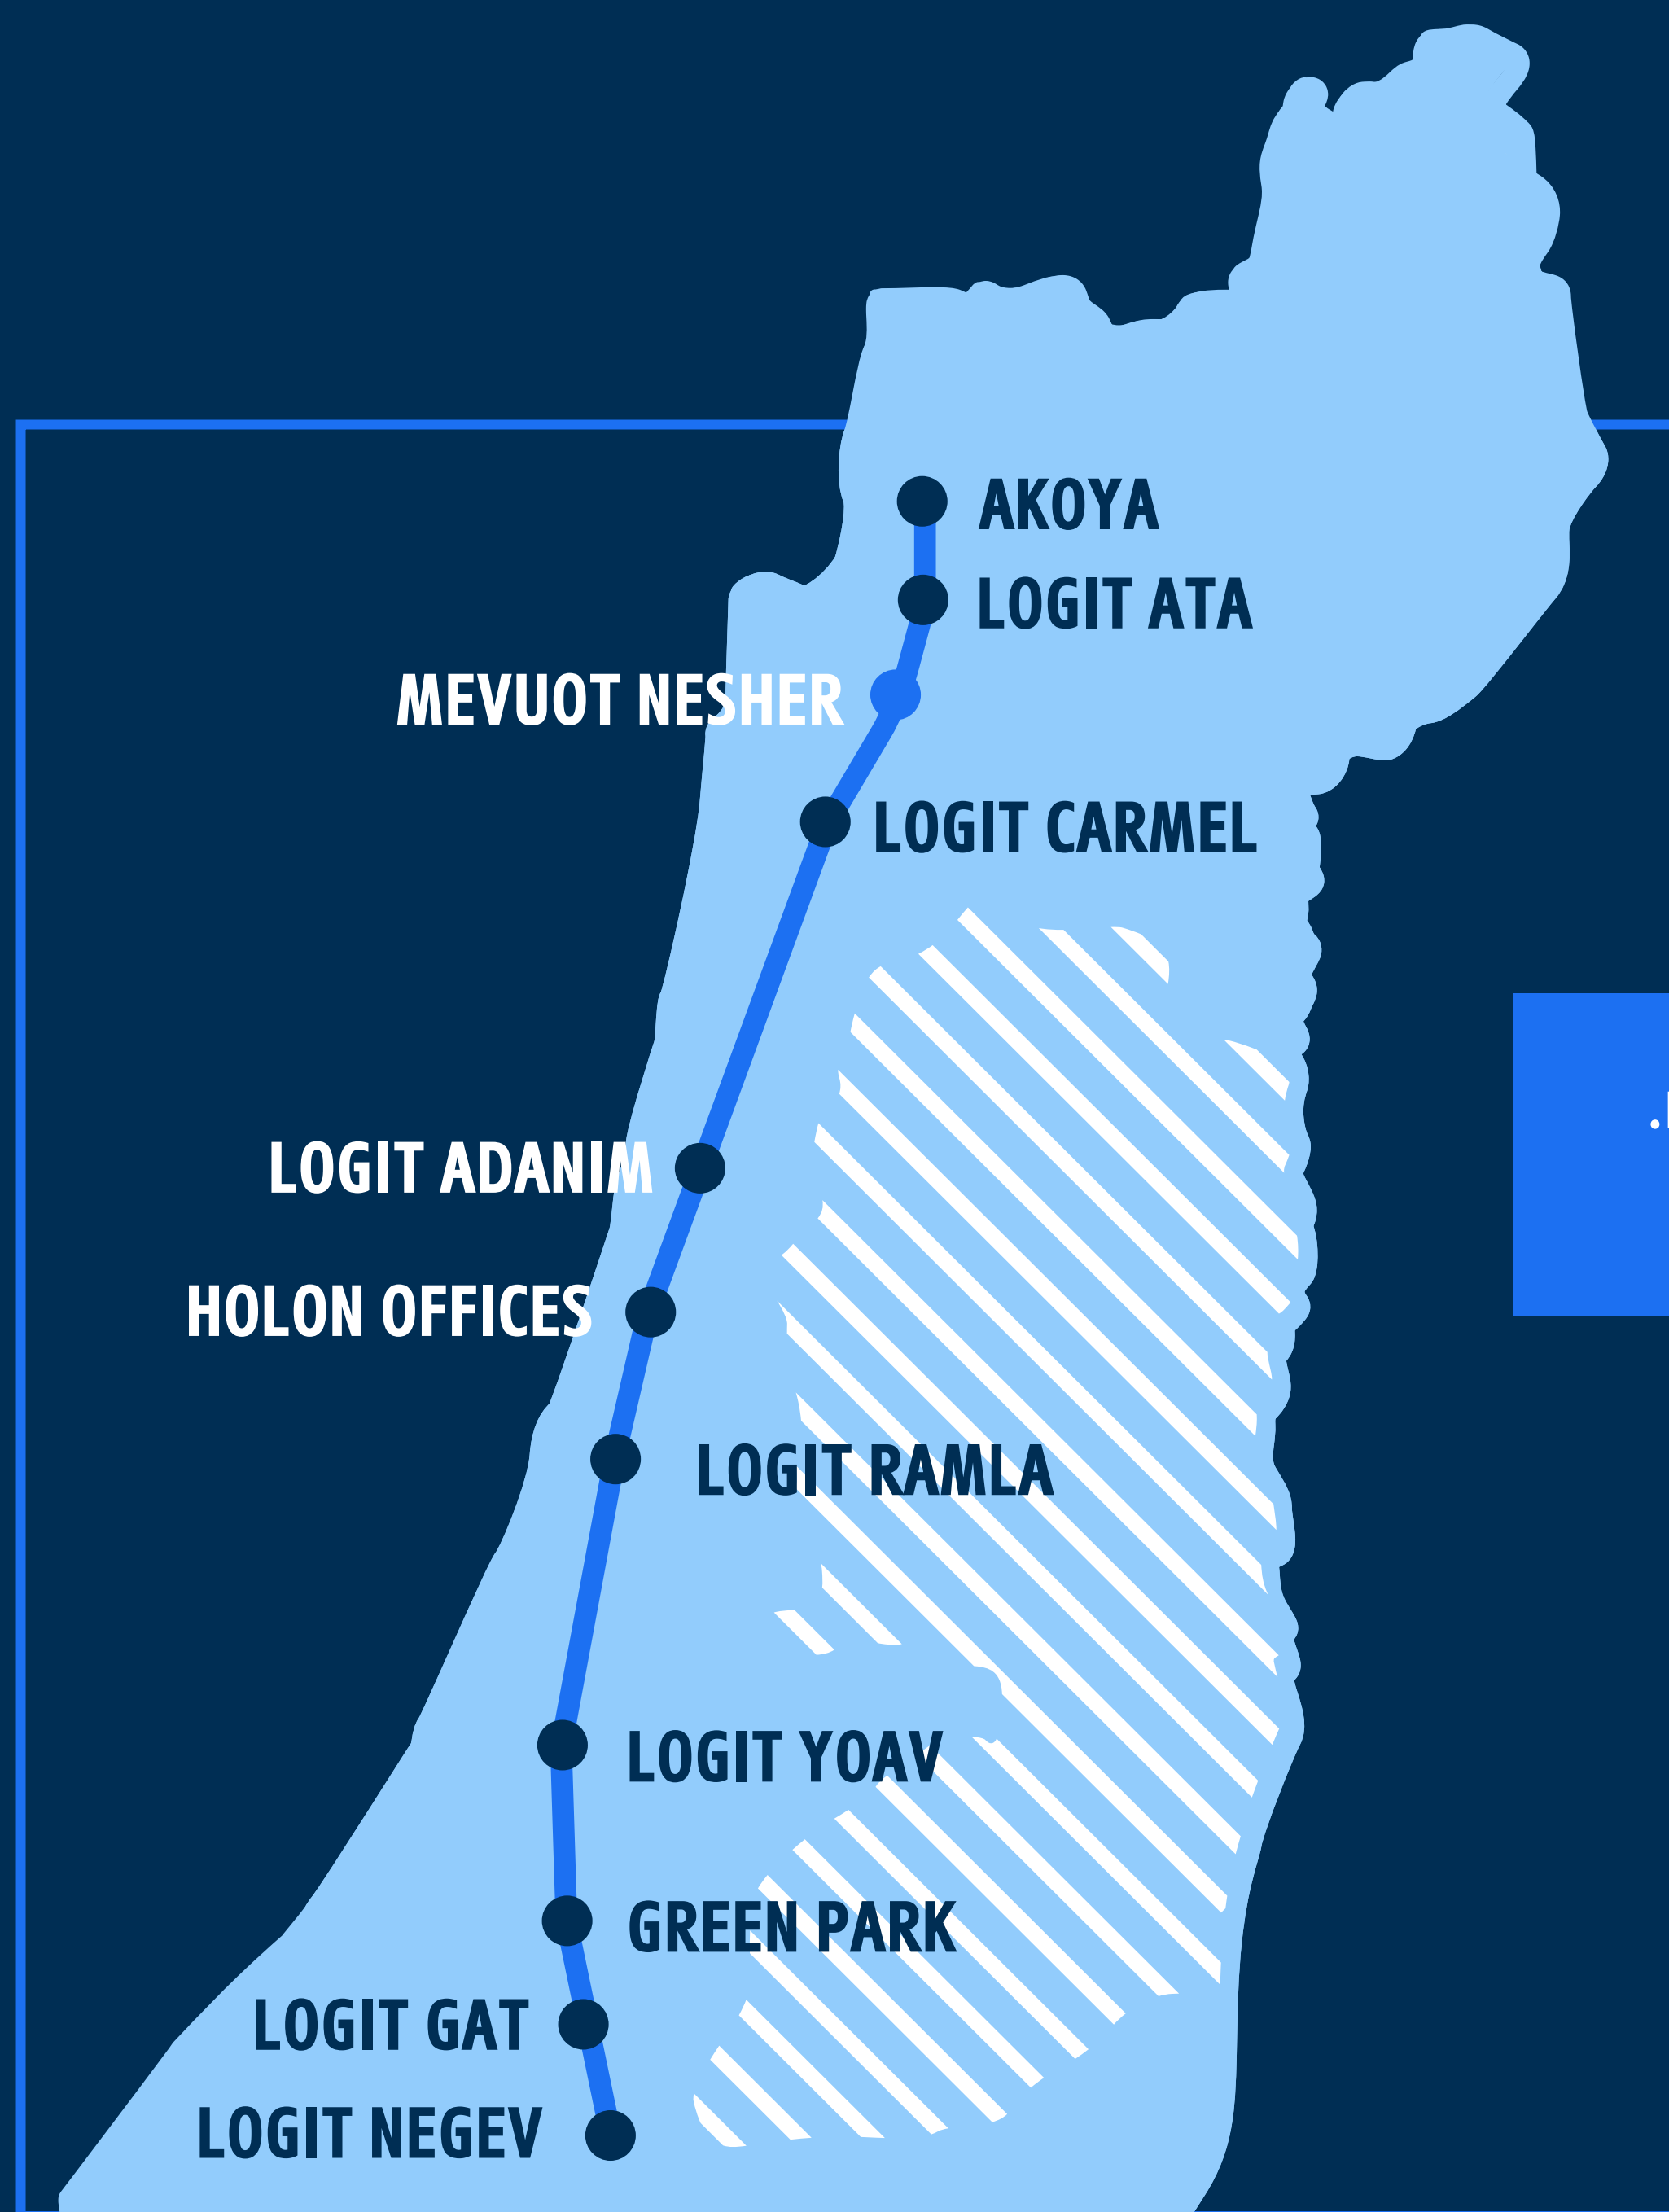 AKOYA
LOGIT ATA
MEVUOT NESHER
LOGIT CARMEL
LOGIT ADANIM
HOLON OFFICES
LOGIT RAMLA
LOGIT YOAV
GREEN PARK
LOGIT GAT
LOGIT NEGEV